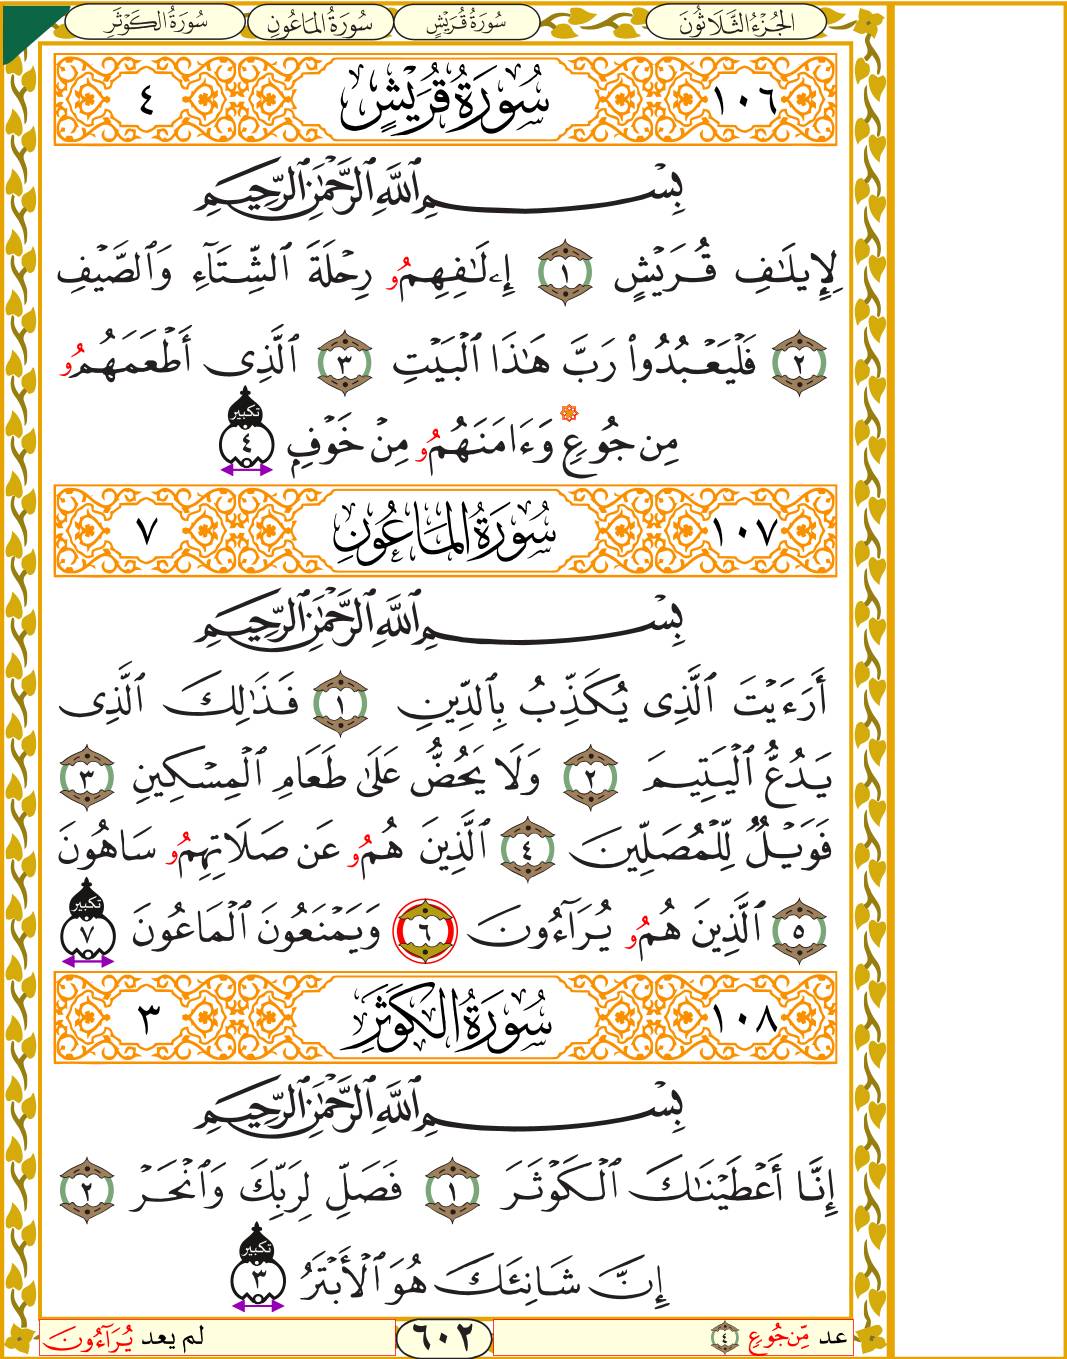 الجُزْءُ الثَّلَاثُونَ سُورَةُ قُرَيْشٍ سُورَةُ المَاعُونِ سُورَةُ الكَوْثَرِ
١٠٦ سُورَةُ قُرَيْشٍ ٤
بِسْمِ ٱللَّهِ ٱلرَّحْمَٰنِ ٱلرَّحِيمِ
لِإِيلَٰفِ قُرَيْشٍ ١ إِۦلَٰفِهِمُۥ رِحْلَةَ ٱلشِّتَآءِ وَٱلصَّيْفِ
٢ فَلْيَعْبُدُوا۟ رَبَّ هَٰذَا ٱلْبَيْتِ ٣ ٱلَّذِى أَطْعَمَهُمُۥ
مِن جُوعٍ وَءَامَنَهُمُۥ مِنْ خَوْفٍ ٤ تكبير
١٠٧ سُورَةُ المَاعُونِ ٧
بِسْمِ ٱللَّهِ ٱلرَّحْمَٰنِ ٱلرَّحِيمِ
أَرَءَيْتَ ٱلَّذِى يُكَذِّبُ بِٱلدِّينِ ١ فَذَٰلِكَ ٱلَّذِى
يَدُعُّ ٱلْيَتِيمَ ٢ وَلَا يَحُضُّ عَلَىٰ طَعَامِ ٱلْمِسْكِينِ ٣
فَوَيْلٌ لِّلْمُصَلِّينَ ٤ ٱلَّذِينَ هُمُۥ عَن صَلَاتِهِمُۥ سَاهُونَ
٥ ٱلَّذِينَ هُمُۥ يُرَآءُونَ ٦ وَيَمْنَعُونَ ٱلْمَاعُونَ ٧ تكبير
١٠٨ سُورَةُ الكَوْثَرِ ٣
بِسْمِ ٱللَّهِ ٱلرَّحْمَٰنِ ٱلرَّحِيمِ
إِنَّا أَعْطَيْنَٰكَ ٱلْكَوْثَرَ ١ فَصَلِّ لِرَبِّكَ وَٱنْحَرْ ٢
إِنَّ شَانِئَكَ هُوَ ٱلْأَبْتَرُ ٣ تكبير
عد مِّن جُوعٍ ٤ ٦٠٢ لم يعد يُرَآءُونَ